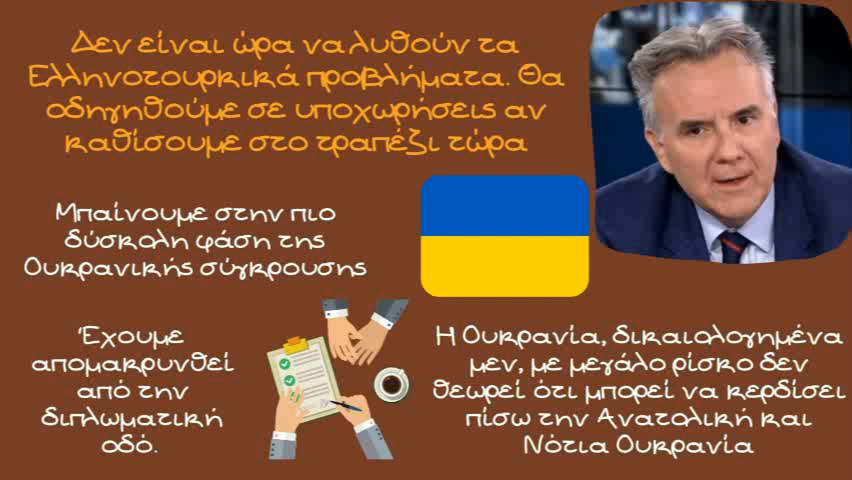 Δεν είναι ώρα να λυθούν τα
Ελληνοτουρκικά προβλήματα. Θα
οδηγηθούμε σε υποχωρήσεις αν
καθίσουμε στο τραπέζι τώρα
Μπαίνουμε στην πιο
δύσκολη φάση της
Ουκρανικής σύγκρουσης
Έχουμε
απομακρυνθεί
από την
διπλωματική
οδό.
Η Ουκρανία, δικαιολογημένα
μεν, με μεγάλο ρίσκο δεν
θεωρεί ότι μπορεί να κερδίσει
πίσω την Ανατολική και
Νότια Ουκρανία